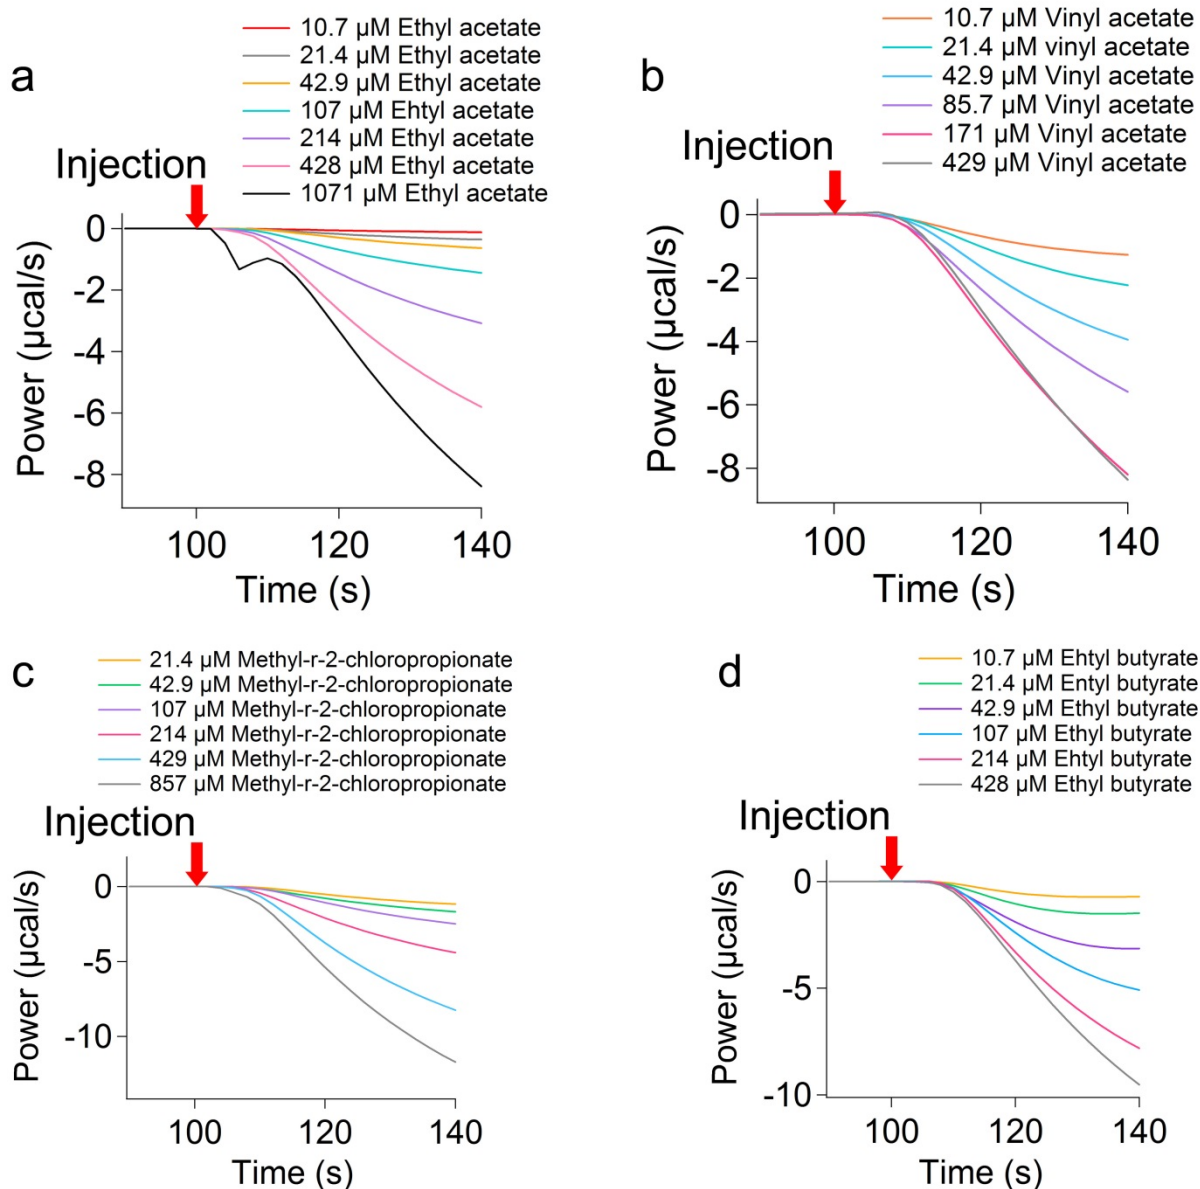 a
10.7 µM Ethyl acetate
21.4 µM Ethyl acetate
42.9 µM Ethyl acetate
107 µM Ehtyl acetate
214 µM Ethyl acetate
428 µM Ethyl acetate
1071 µM Ethyl acetate
Injection
0
-2
-4
-6
-8
Power (µcal/s)
100
120
140
Time (s)
b
10.7 µM Vinyl acetate
21.4 µM vinyl acetate
42.9 µM Vinyl acetate
85.7 µM Vinyl acetate
171 µM Vinyl acetate
429 µM Vinyl acetate
Injection
0
-2
-4
-6
-8
Power (µcal/s)
100
120
140
Time (s)
c
21.4 µM Methyl-r-2-chloropropionate
42.9 µM Methyl-r-2-chloropropionate
107 µM Methyl-r-2-chloropropionate
214 µM Methyl-r-2-chloropropionate
429 µM Methyl-r-2-chloropropionate
857 µM Methyl-r-2-chloropropionate
Injection
0
-5
-10
Power (µcal/s)
100
120
140
Time (s)
d
10.7 µM Ehtyl butyrate
21.4 µM Entyl butyrate
42.9 µM Ethyl butyrate
107 µM Ethyl butyrate
214 µM Ehtyl butyrate
428 µM Ethyl butyrate
Injection
0
-5
-10
Power (µcal/s)
100
120
140
Time (s)